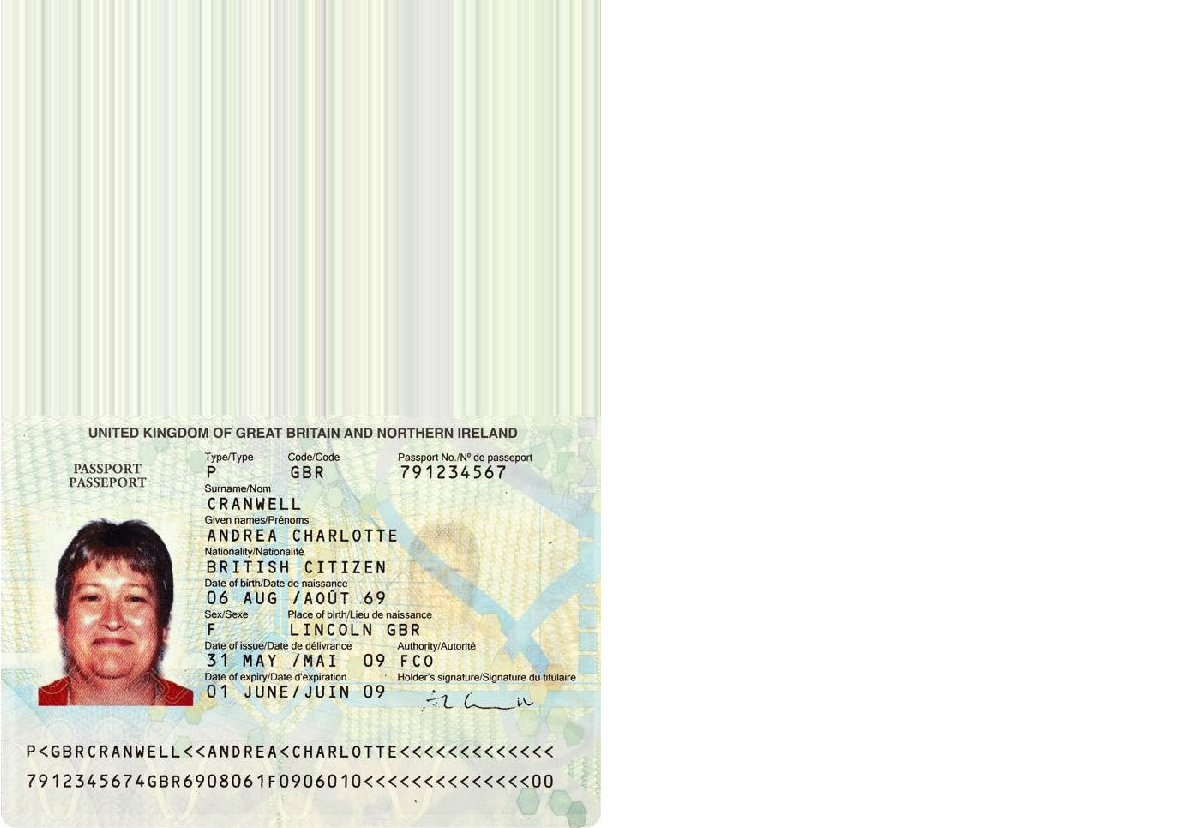 UNITED KINGDOM OF GREAT BRITAIN AND NORTHERN IRELAND
PASSPORT
PASSEPORT
Type/Type Code/Code Passport No./Nº de passeport
P GBR 791234567
Surname/Nom
CRANWELL
Given names/Prénoms
ANDREA CHARLOTTE
Nationality/Nationalité
BRITISH CITIZEN
Date of birth/Date de naissance
06 AUG /AOÛT 69
Sex/Sexe Place of birth/Lieu de naissance
F LINCOLN GBR
Date of issue/Date de délivrance Authority/Autorité
31 MAY /MAI 09 FCO
Date of expiry/Date d'expiration Holder's signature/Signature du titulaire
01 JUNE/JUIN 09
P<GBRCRANWELL<<ANDREA<CHARLOTTE<<<<<<<<<<<<<
7912345674GBR6908061F0906010<<<<<<<<<<<<<<00